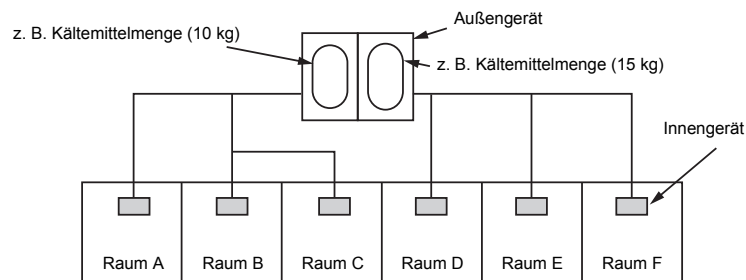 Außengerät
z. B. Kältemittelmenge (10 kg)
z. B. Kältemittelmenge (15 kg)
Innengerät
Raum A
Raum B
Raum C
Raum D
Raum E
Raum F